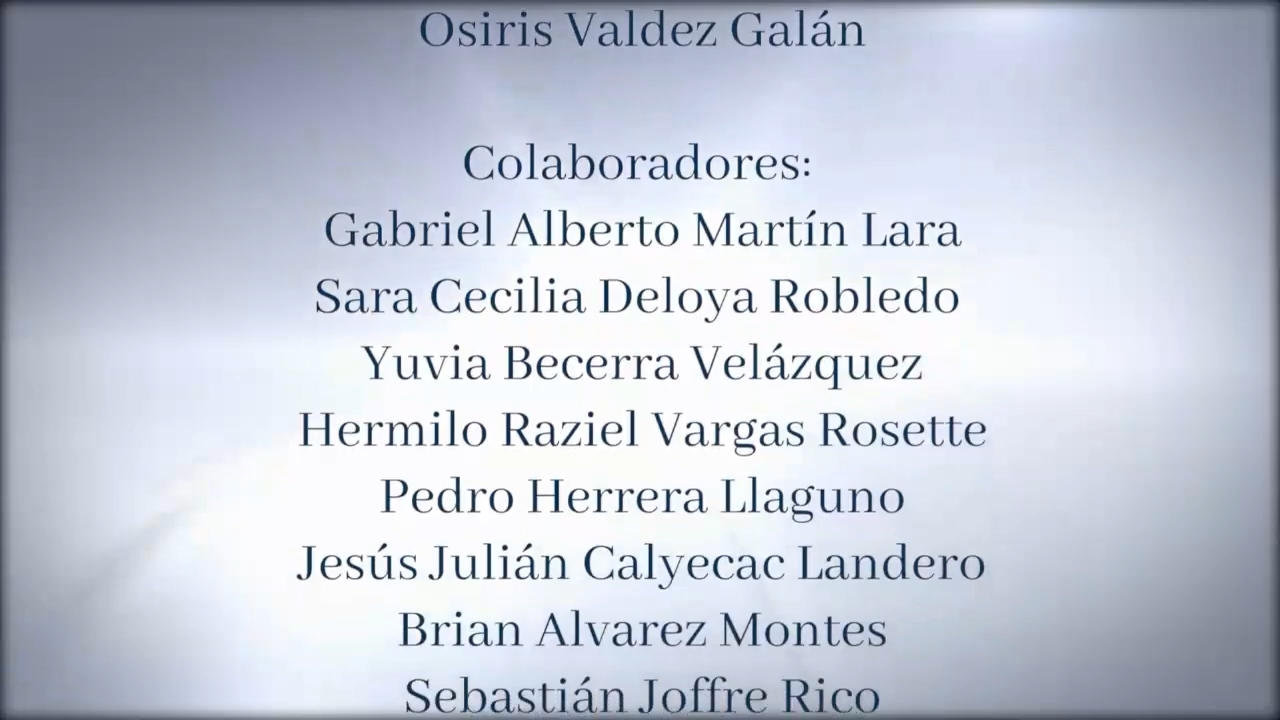 Osiris Valdez Galán
Colaboradores:
Gabriel Alberto Martín Lara
Sara Cecilia Deloya Robledo
Yuvia Becerra Velázquez
Hermilo Raziel Vargas Rosette
Pedro Herrera Llaguno
Jesús Julián Calyecac Landero
Brian Alvarez Montes
Sebastián Joffre Rico